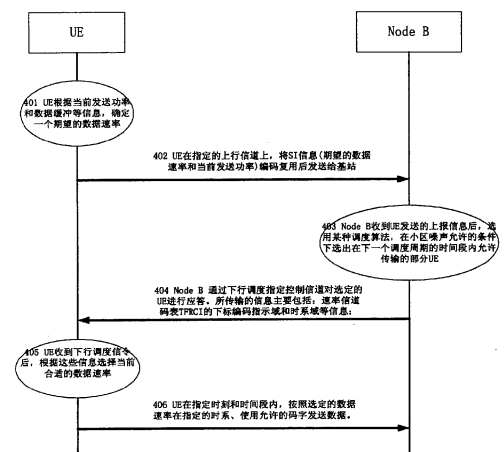 UE
Node B
401 UE根据当前发送功率
和数据缓冲等信息，确定
一个期望的数据速率
402 UE在指定的上行信道上，将SI信息(期望的数据
速率和当前发送功率)编码复用后发送给基站
403 Node B收到UE发送的上报信息后，选
用某种调度算法，在小区噪声允许的条件
下选出在下一个调度周期的时间段内允许
传输的部分UE
404 Node B 通过下行调度指定控制信道对选定的
UE进行应答。所传输的信息主要包括：速率信道
码表TFRCI的下标编码指示域和时系域等信息；
405 UE收到下行调度信令
后，根据这些信息选择当前
合适的数据速率
406 UE在指定时刻和时间段内，按照选定的数据
速率在指定的时系、使用允许的码字发送数据。